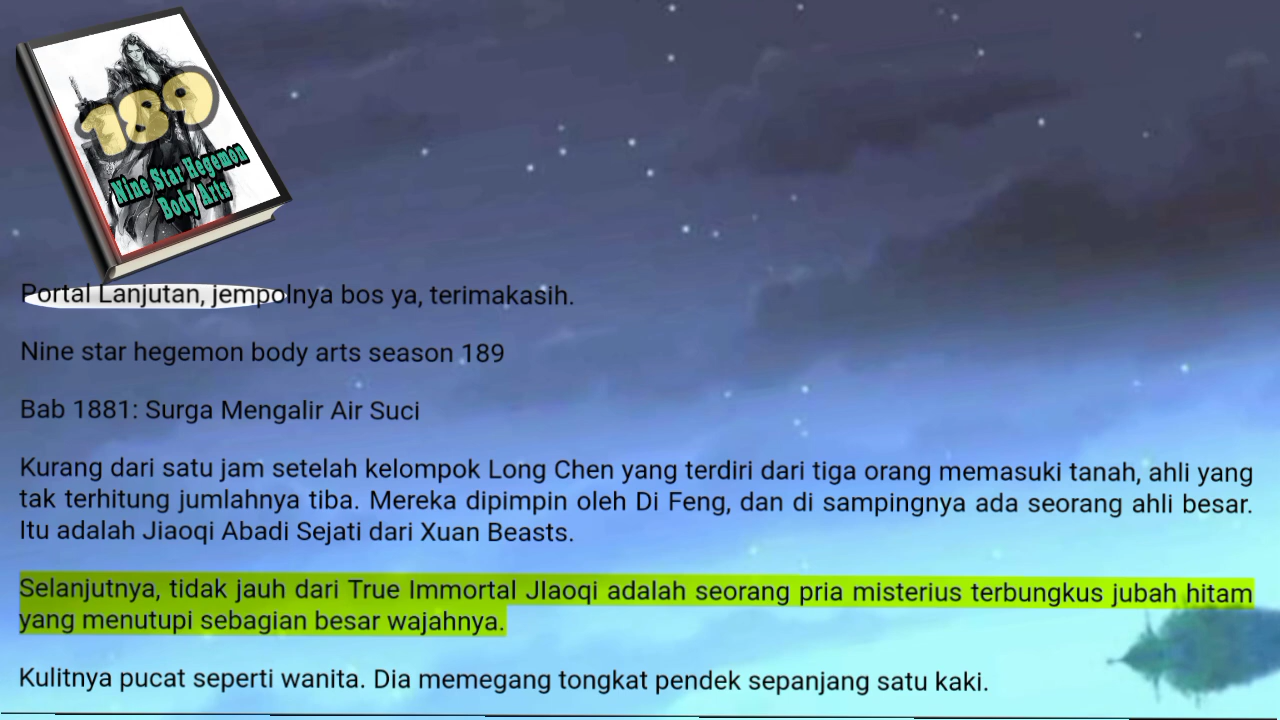 189
Nine Star Hegemon
Body Arts
Portal Lanjutan, jempolnya bos ya, terimakasih.
Nine star hegemon body arts season 189
Bab 1881: Surga Mengalir Air Suci
Kurang dari satu jam setelah kelompok Long Chen yang terdiri dari tiga orang memasuki tanah, ahli yang
tak terhitung jumlahnya tiba. Mereka dipimpin oleh Di Feng, dan di sampingnya ada seorang ahli besar.
Itu adalah Jiaoqi Abadi Sejati dari Xuan Beasts.
Selanjutnya, tidak jauh dari True Immortal JIaoqi adalah seorang pria misterius terbungkus jubah hitam
yang menutupi sebagian besar wajahnya.
Kulitnya pucat seperti wanita. Dia memegang tongkat pendek sepanjang satu kaki.